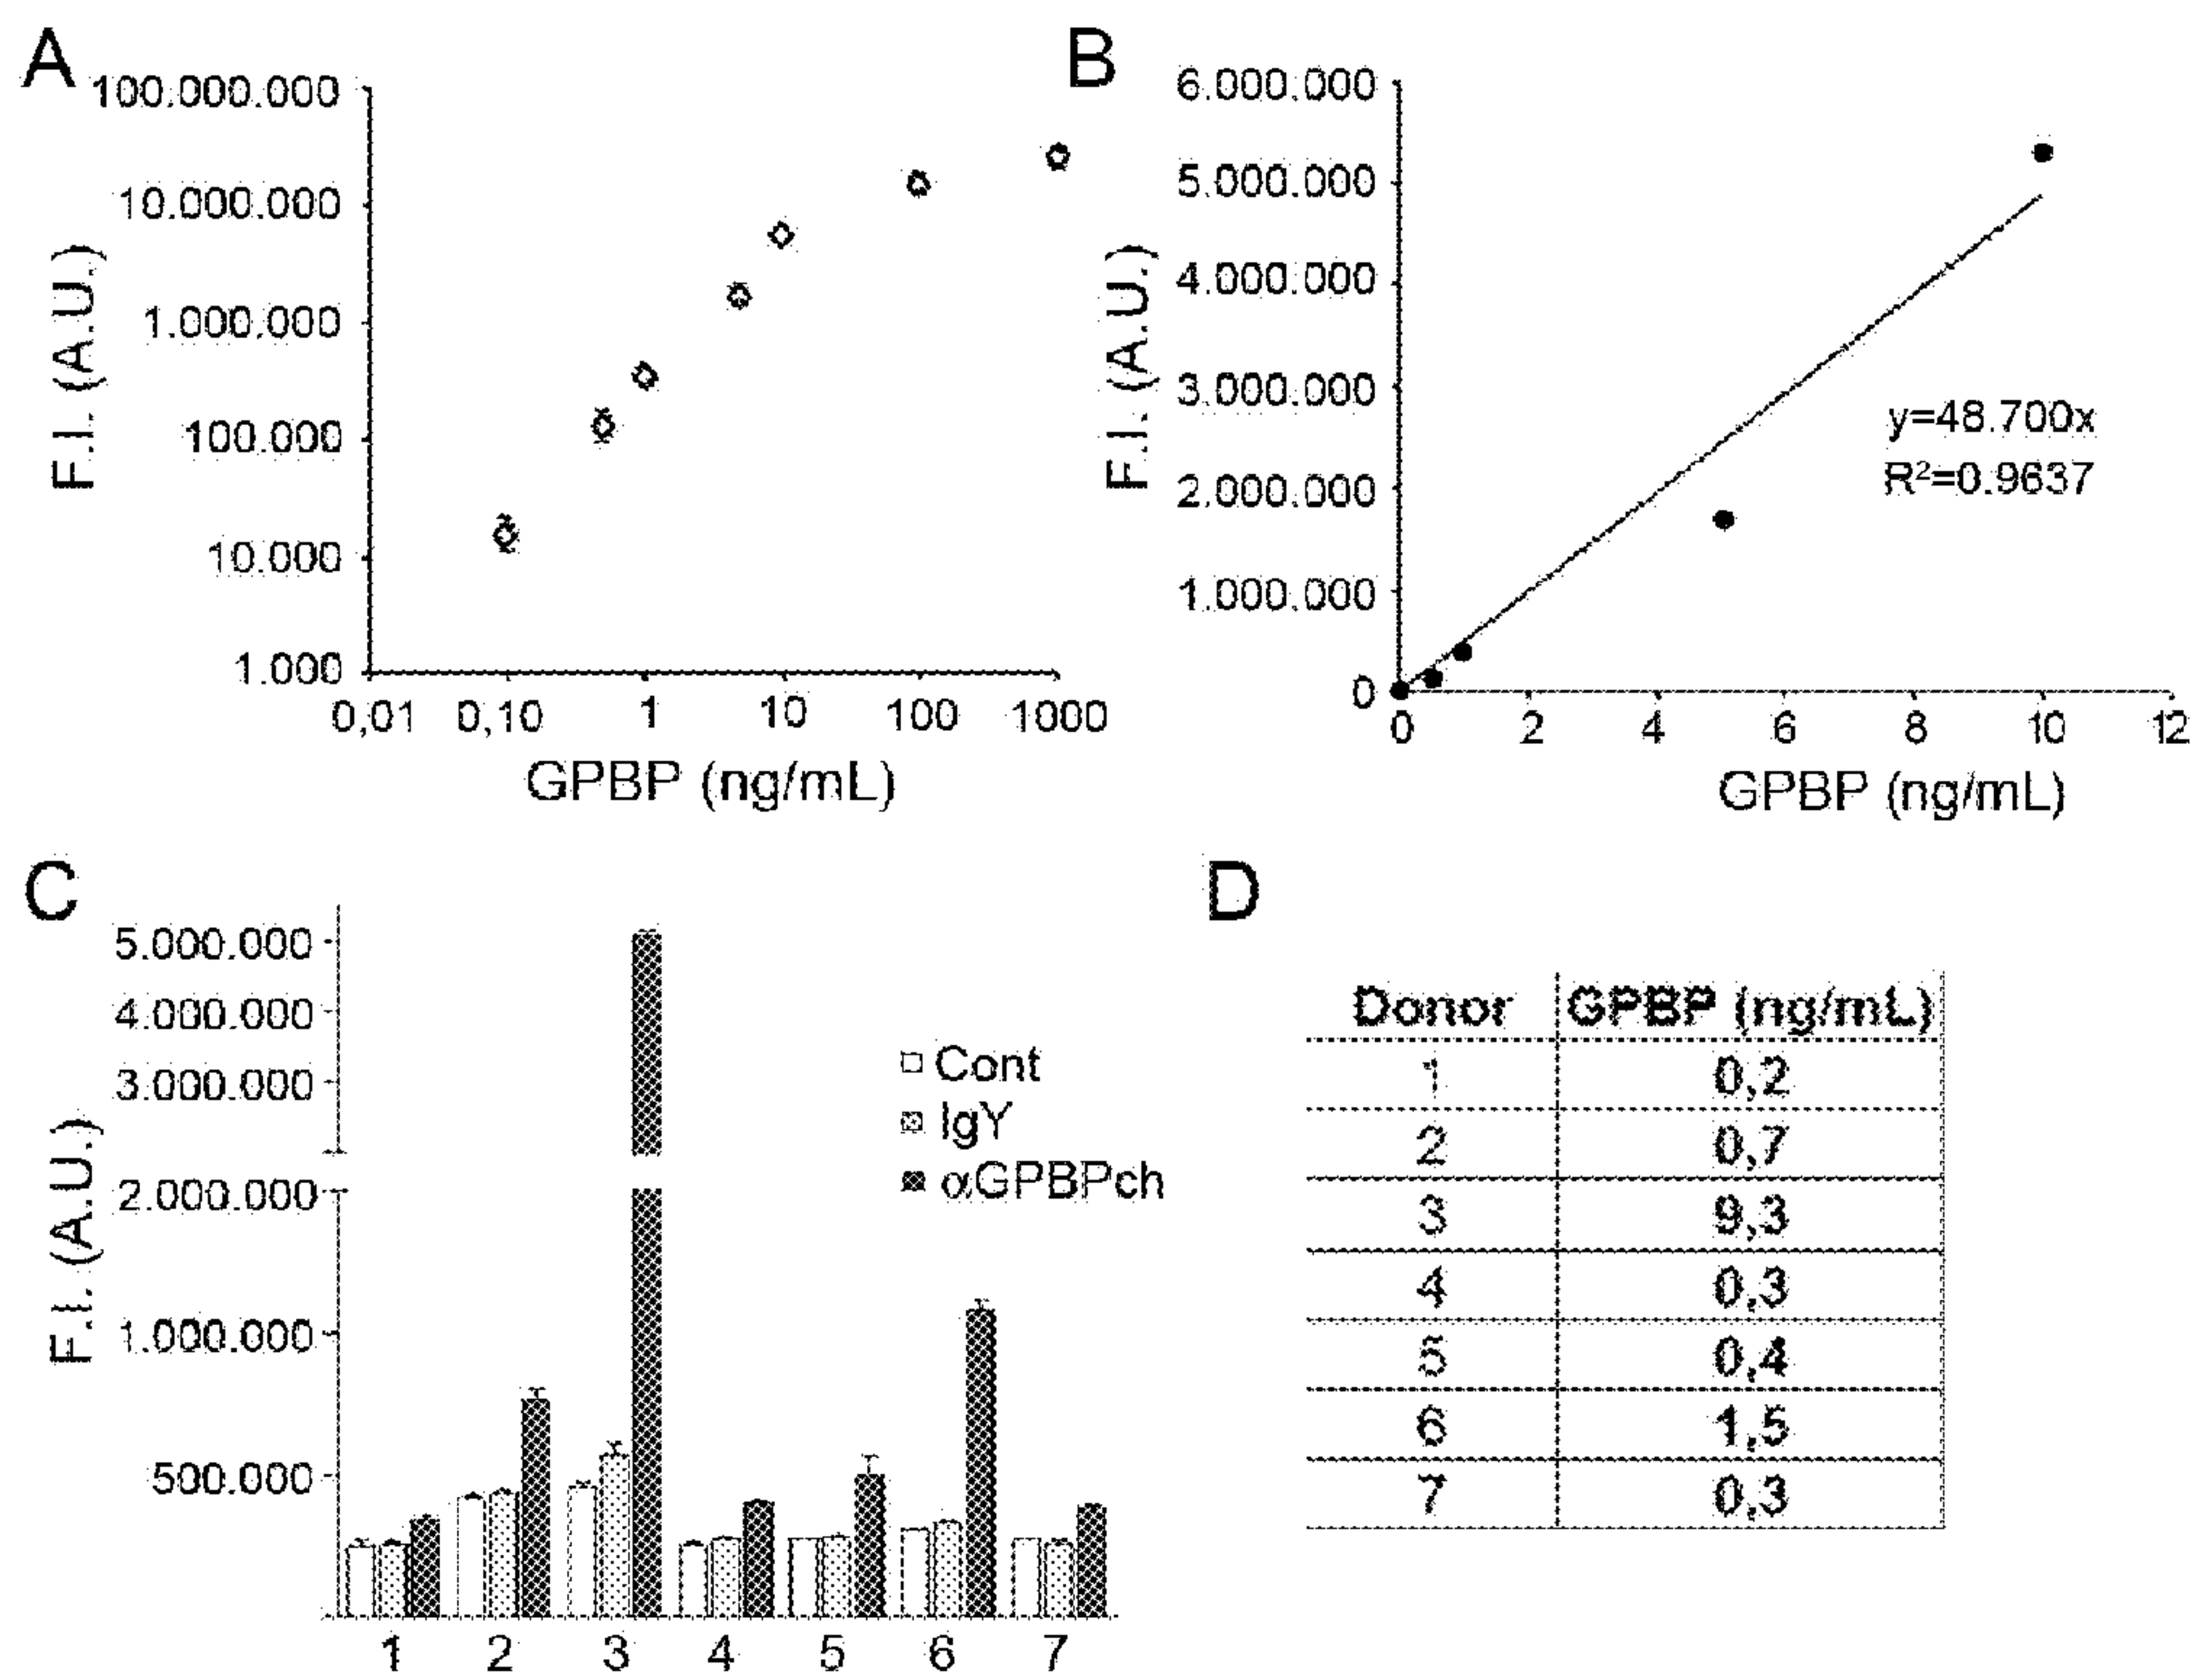 A
100.000.000
10.000.000
1.000.000
100.000
10.000
1.000
F.I. (A.U.)
0,01 0,10 1 10 100 1000
GPBP (ng/mL)
B
6.000.000
5.000.000
4.000.000
3.000.000
2.000.000
1.000.000
0
F.I. (A.U.)
y=48.700x
R²=0.9637
0 2 4 6 8 10 12
GPBP (ng/mL)
C
5.000.000
4.000.000
3.000.000
2.000.000
1.000.000
500.000
F.I. (A.U.)
Cont
IgY
αGPBPch
1 2 3 4 5 6 7
D
Donor GPBP (ng/mL)
1 0,2
2 0,7
3 9,3
4 0,3
5 0,4
6 1,5
7 0,3